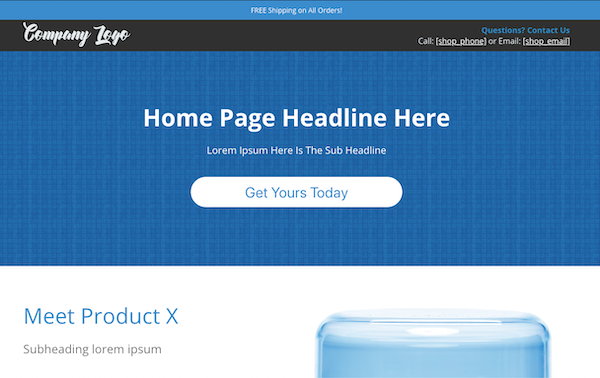 FREE Shipping on All Orders!
Company Logo
Questions? Contact Us
Call: [shop_phone] or Email: [shop_email]
Home Page Headline Here
Lorem Ipsum Here Is The Sub Headline
Get Yours Today
Meet Product X
Subheading lorem ipsum